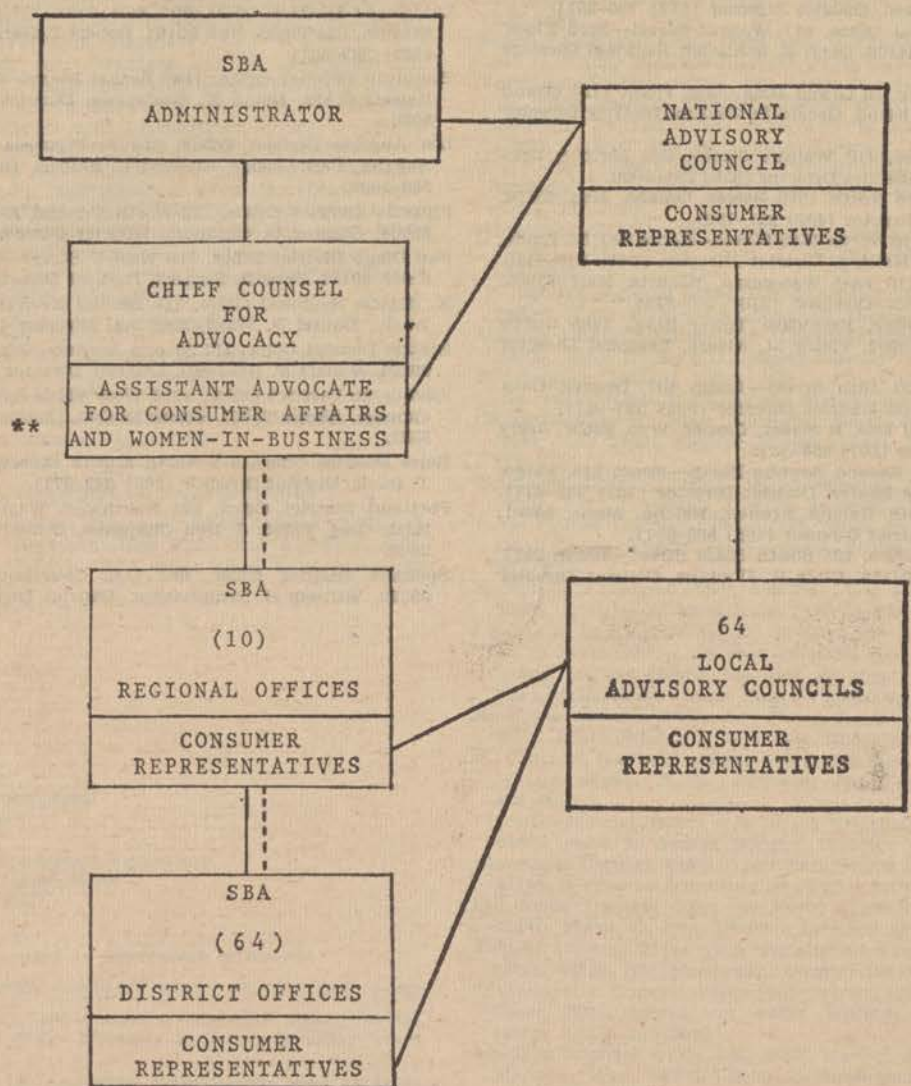 SBA
ADMINISTRATOR
NATIONAL
ADVISORY
COUNCIL
CONSUMER
REPRESENTATIVES
CHIEF COUNSEL
FOR
ADVOCACY
ASSISTANT ADVOCATE
FOR CONSUMER AFFAIRS
AND WOMEN-IN-BUSINESS
**
SBA
(10)
REGIONAL OFFICES
CONSUMER
REPRESENTATIVES
64
LOCAL
ADVISORY COUNCILS
CONSUMER
REPRESENTATIVES
SBA
(64)
DISTRICT OFFICES
CONSUMER
REPRESENTATIVES